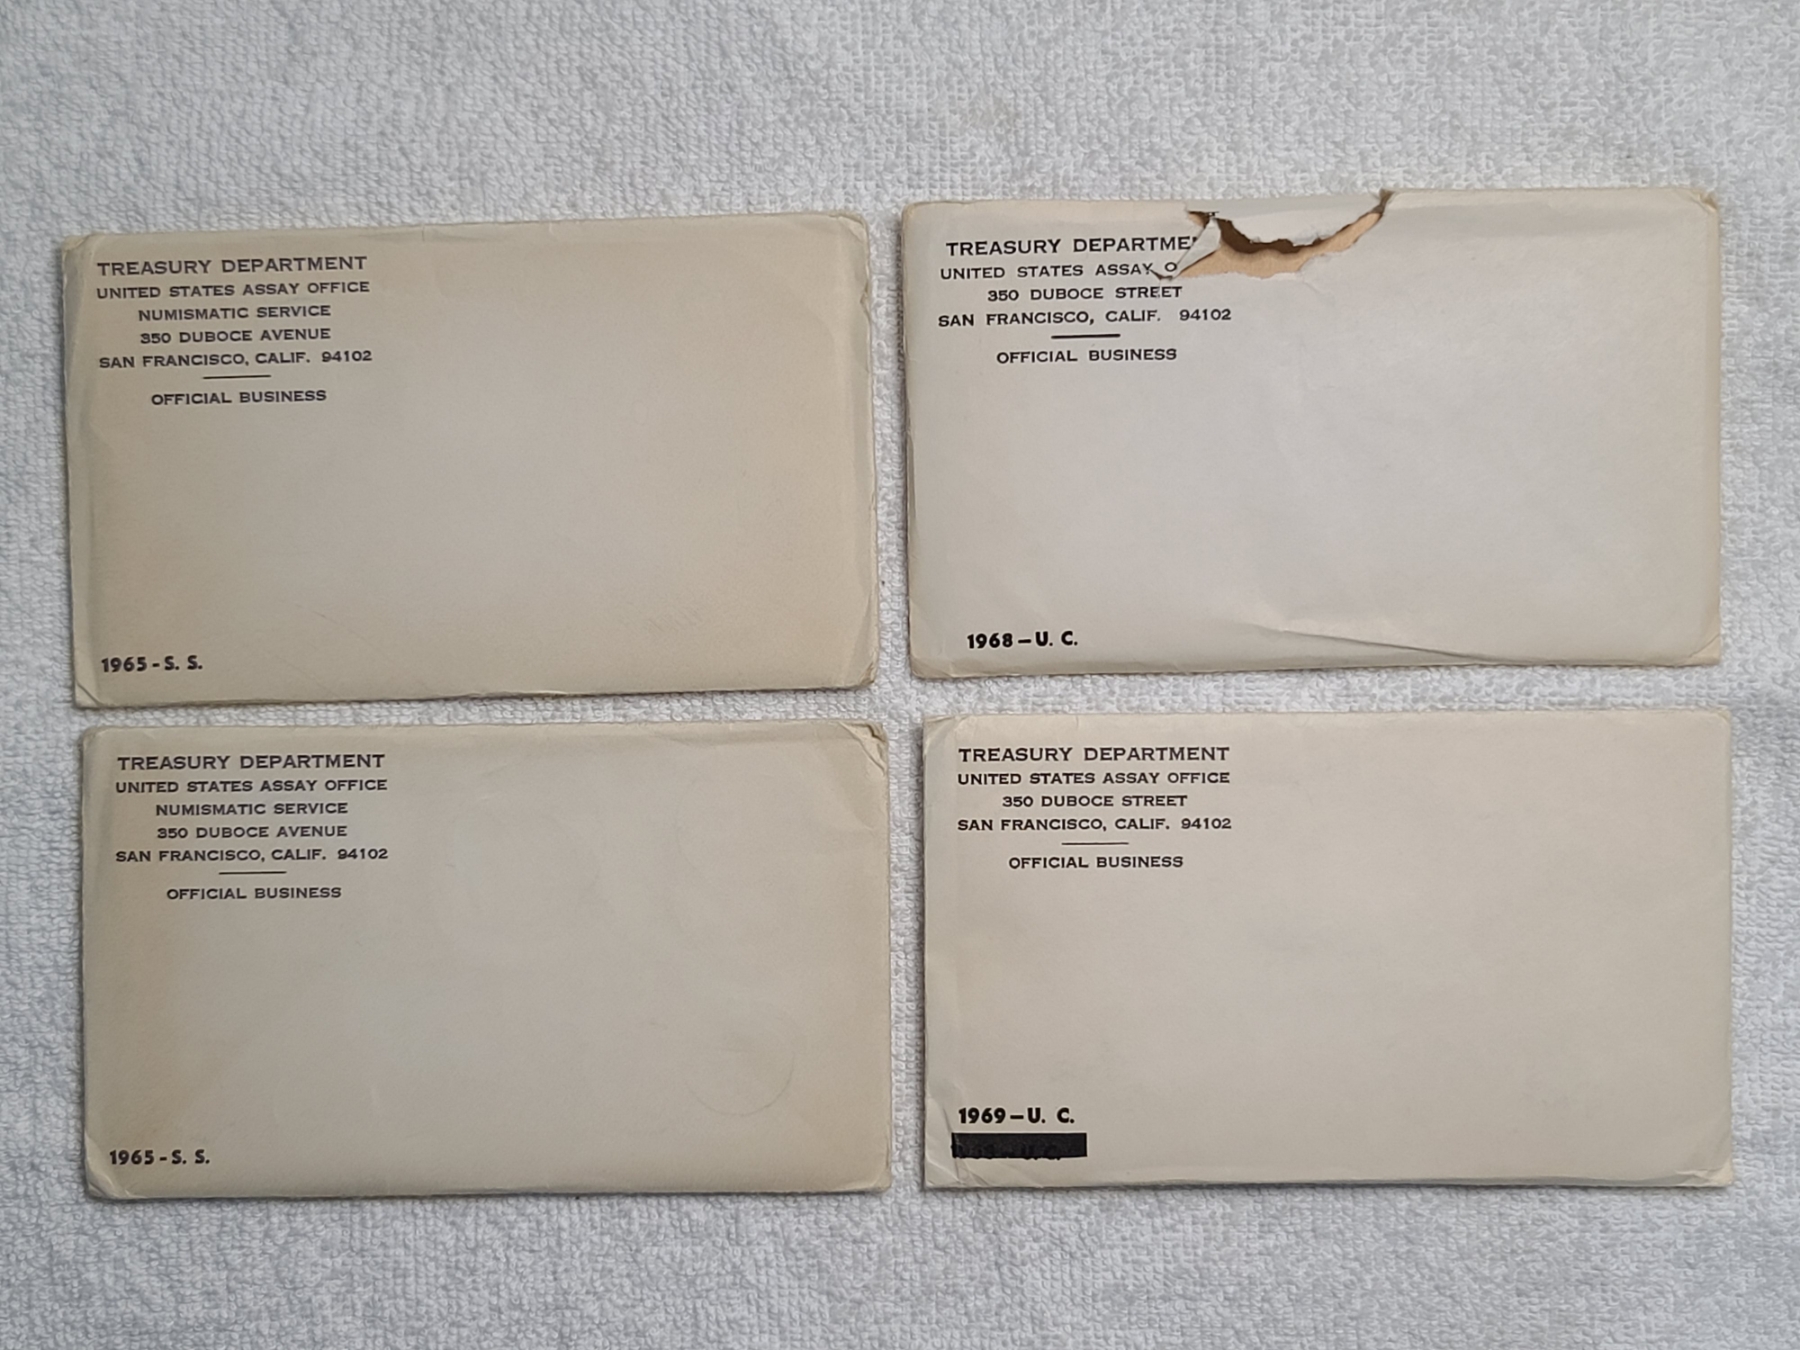 TREASURY DEPARTMENT
UNITED STATES ASSAY OFFICE
NUMISMATIC SERVICE
350 DUBOCE AVENUE
SAN FRANCISCO, CALIF. 94102
OFFICIAL BUSINESS
1965-S. S.
TREASURY
UNITED STATES ASSAY
350 DUBOCE STREET
SAN FRANCISCO, CALIF. 94102
OFFICIAL BUSINESS
1968-U. C.
TREASURY DEPARTMENT
UNITED STATES ASSAY OFFICE
NUMISMATIC SERVICE
350 DUBOCE AVENUE
SAN FRANCISCO, CALIF. 94102
OFFICIAL BUSINESS
1965-S. S.
TREASURY DEPARTMENT
UNITED STATES ASSAY OFFICE
350 DUBOCE STREET
SAN FRANCISCO, CALIF. 94102
OFFICIAL BUSINESS
1969-U. C.